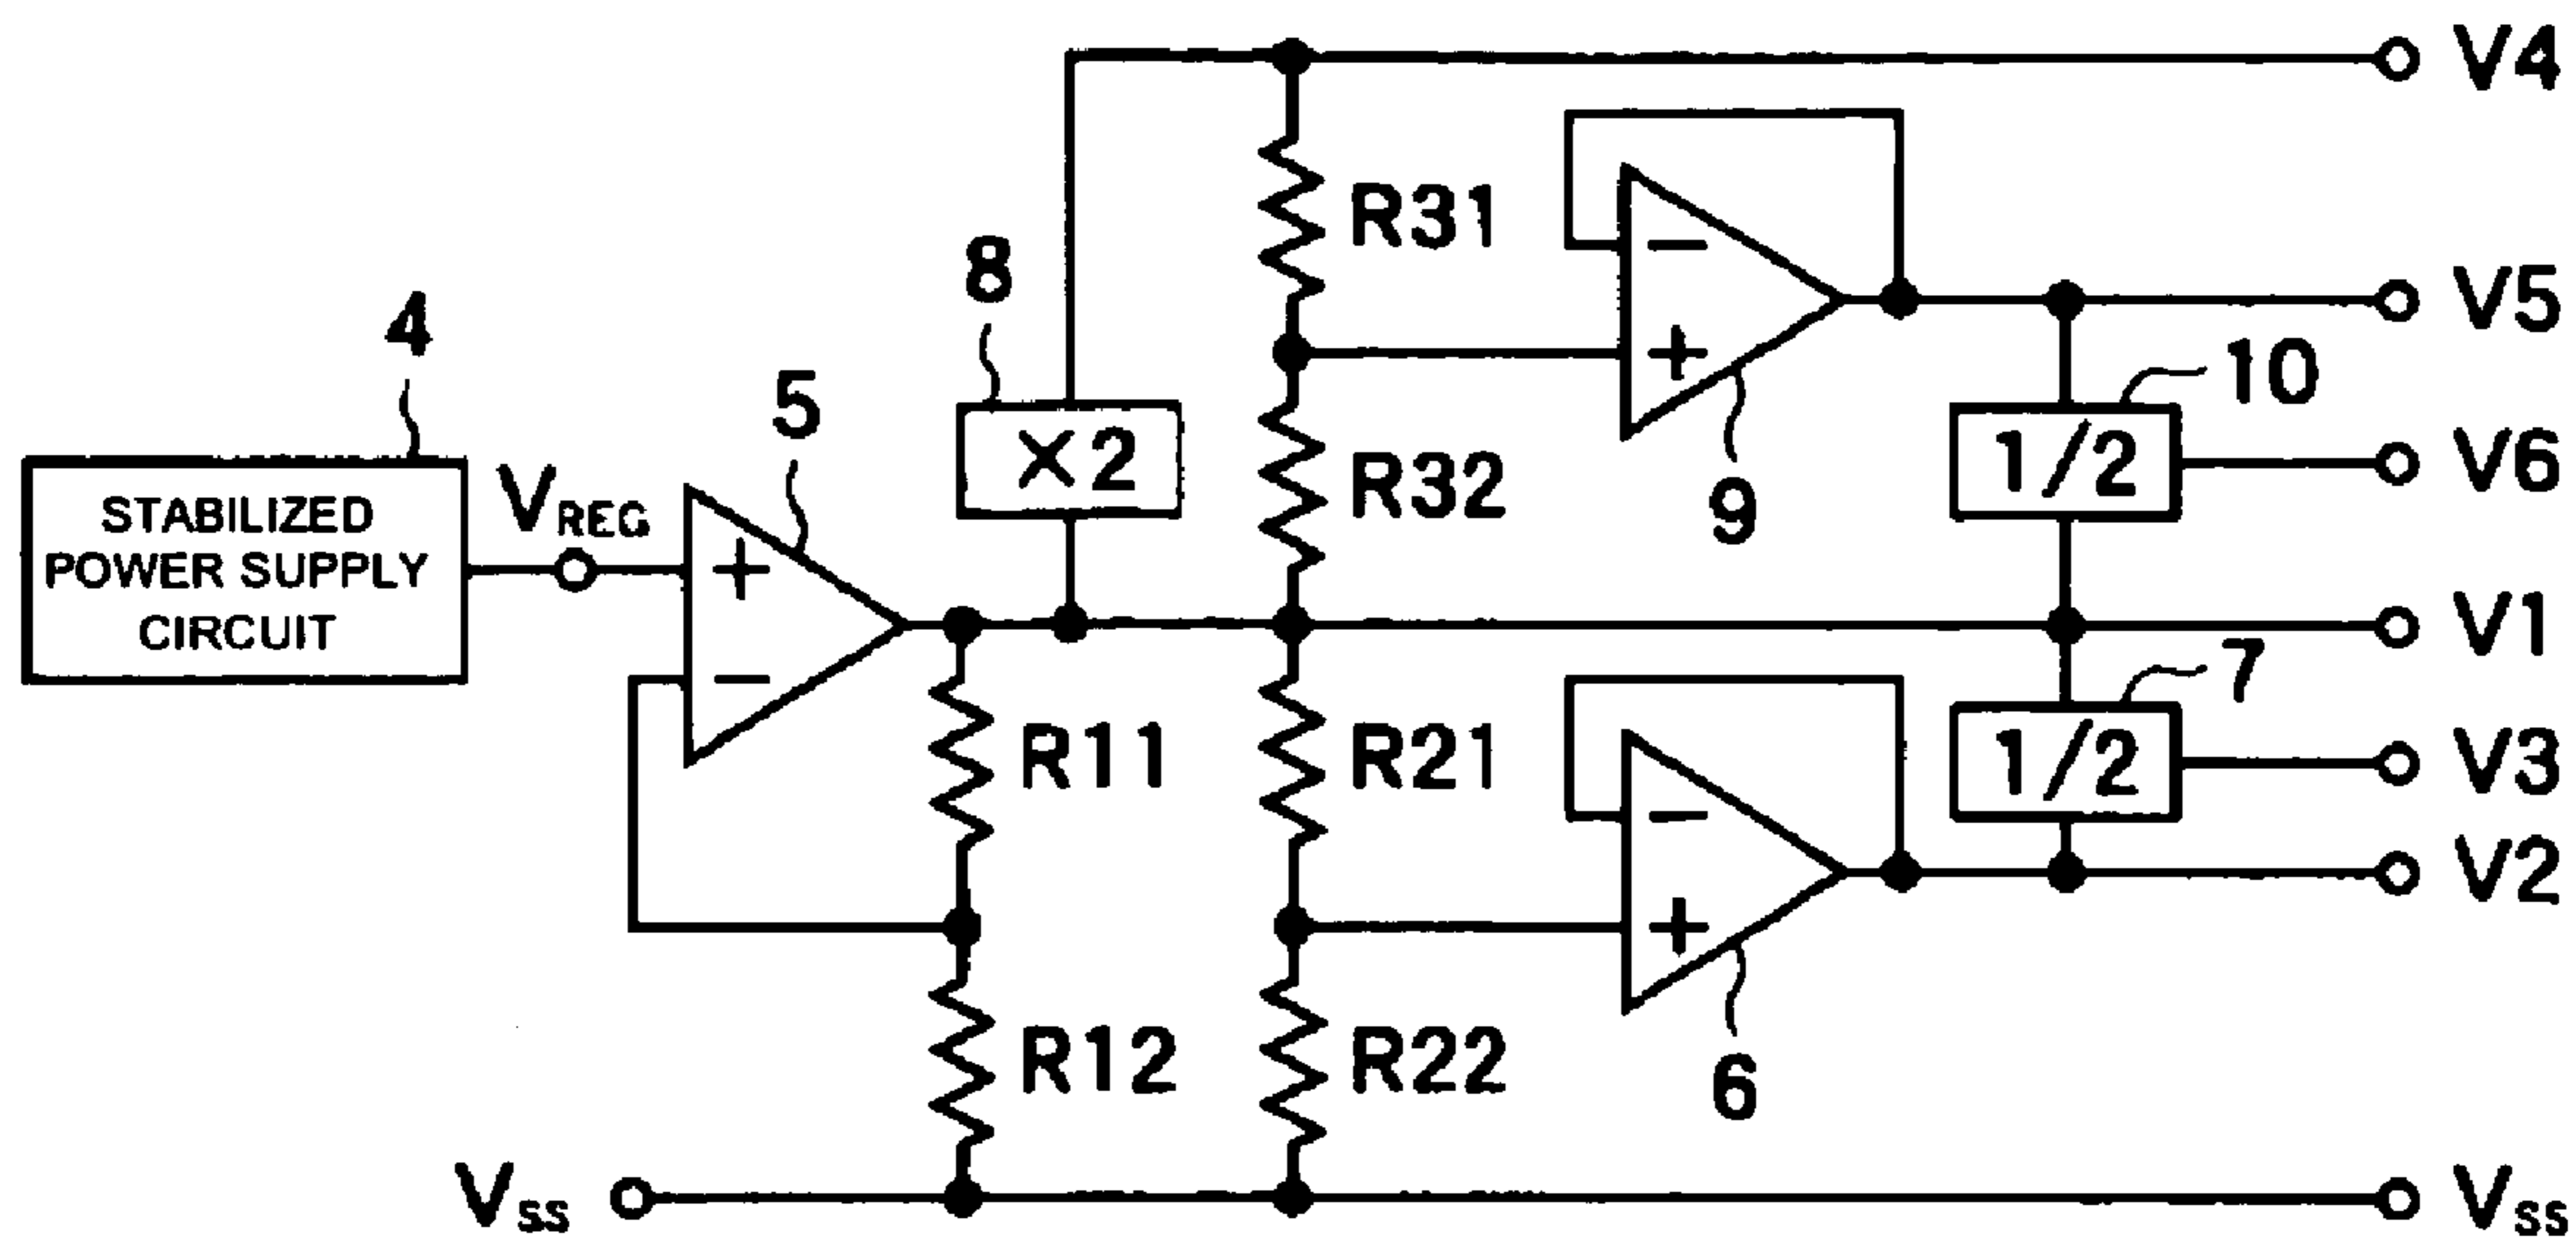 V4
R31
8
V5
4
10
5
×2
1/2
V6
R32
9
STABILIZED
POWER SUPPLY
CIRCUIT
VREG
+
−
−
+
V1
7
R11
R21
1/2
V3
−
V2
+
R12
R22
6
VSS
VSS